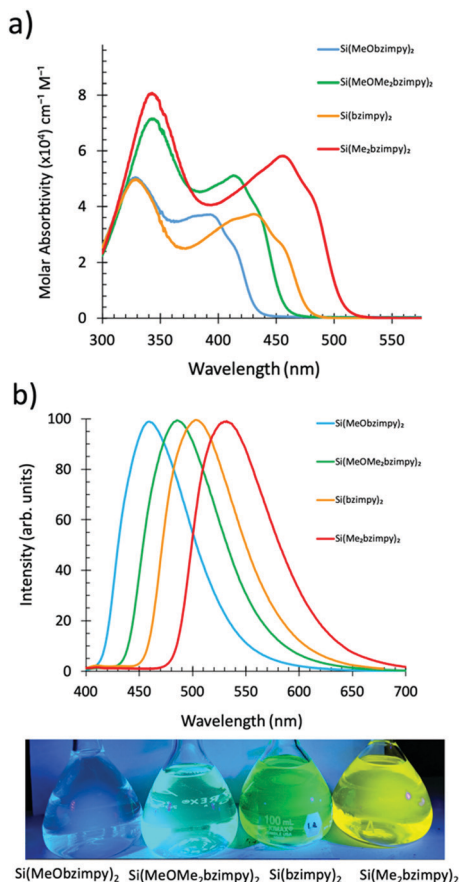 a)
Si(MeObzimpy)₂
Si(MeOMe₂bzimpy)₂
Si(bzimpy)₂
Si(Me₂bzimpy)₂
Molar Absorbtivity (x10⁴) cm⁻¹ M⁻¹
8
6
4
2
0
300 350 400 450 500 550
Wavelength (nm)
b)
Si(MeObzimpy)₂
Si(MeOMe₂bzimpy)₂
Si(bzimpy)₂
Si(Me₂bzimpy)₂
Intensity (arb. units)
100
80
60
40
20
0
400 450 500 550 600 650 700
Wavelength (nm)
REX
100 mL
Si(MeObzimpy)₂ Si(MeOMe₂bzimpy)₂ Si(bzimpy)₂ Si(Me₂bzimpy)₂